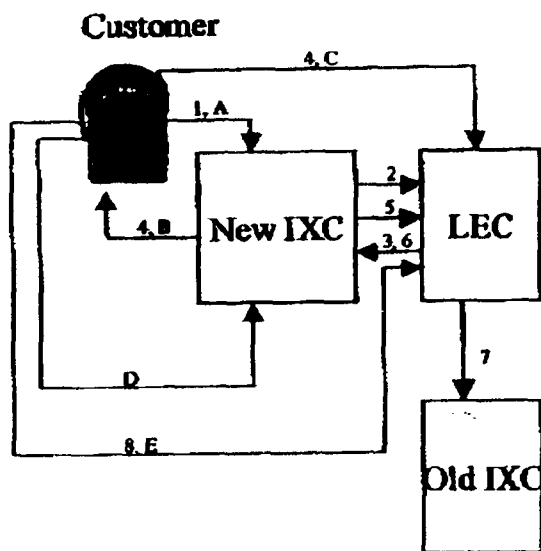 Customer
4, C
1, A
2
5
New IXC
LEC
4, B
3, 6
7
D
8, E
Old IXC